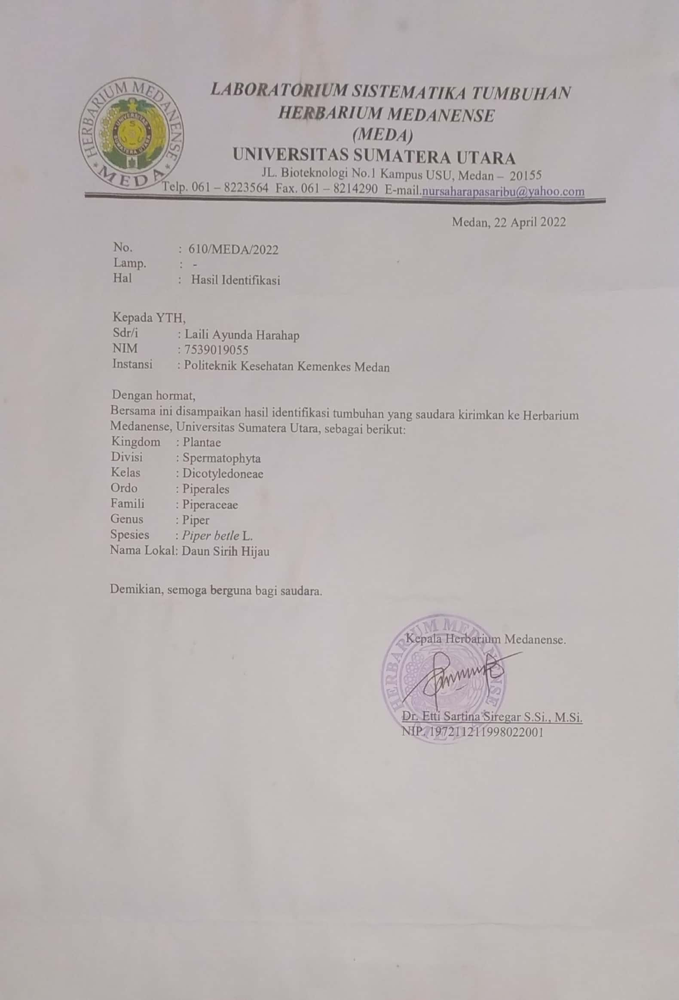 HERBARIUM MEDANENSE
* MEDA *
UNIVERSITAS
SUMATERA UTARA
LABORATORIUM SISTEMATIKA TUMBUHAN
HERBARIUM MEDANENSE
(MEDA)
UNIVERSITAS SUMATERA UTARA
JL. Bioteknologi No.1 Kampus USU, Medan – 20155
Telp. 061 – 8223564 Fax. 061 – 8214290 E-mail.nursaharapasaribu@yahoo.com
Medan, 22 April 2022
No. : 610/MEDA/2022
Lamp. : -
Hal : Hasil Identifikasi
Kepada YTH,
Sdr/i : Laili Ayunda Harahap
NIM : 7539019055
Instansi : Politeknik Kesehatan Kemenkes Medan
Dengan hormat,
Bersama ini disampaikan hasil identifikasi tumbuhan yang saudara kirimkan ke Herbarium
Medanense, Universitas Sumatera Utara, sebagai berikut:
Kingdom : Plantae
Divisi : Spermatophyta
Kelas : Dicotyledoneae
Ordo : Piperales
Famili : Piperaceae
Genus : Piper
Spesies : Piper betle L.
Nama Lokal: Daun Sirih Hijau
Demikian, semoga berguna bagi saudara.
HERBARIUM MEDANENSE
Kepala Herbarium Medanense.
Dr. Etti Sartina Siregar S.Si., M.Si.
NIP. 197211211998022001